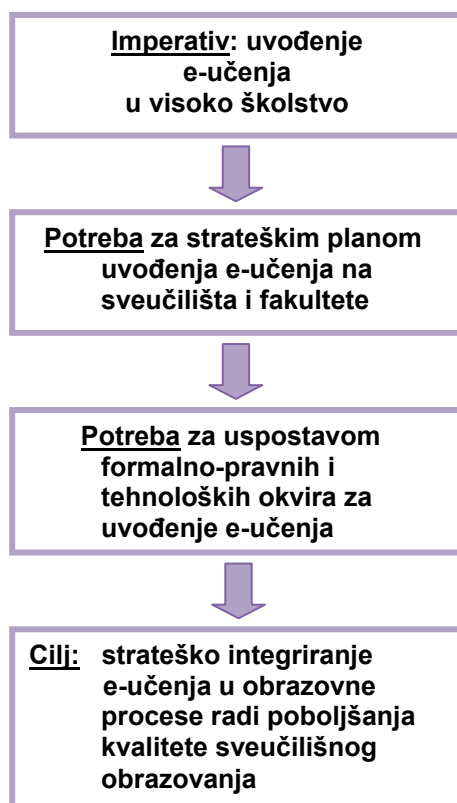 Imperativ: uvođenje
e-učenja
u visoko školstvo
Potreba za strateškim planom
uvođenja e-učenja na
sveučilišta i fakultete
Potreba za uspostavom
formalno-pravnih i
tehnoloških okvira za
uvođenje e-učenja
Cilj: strateško integriranje
e-učenja u obrazovne
procese radi poboljšanja
kvalitete sveučilišnog
obrazovanja